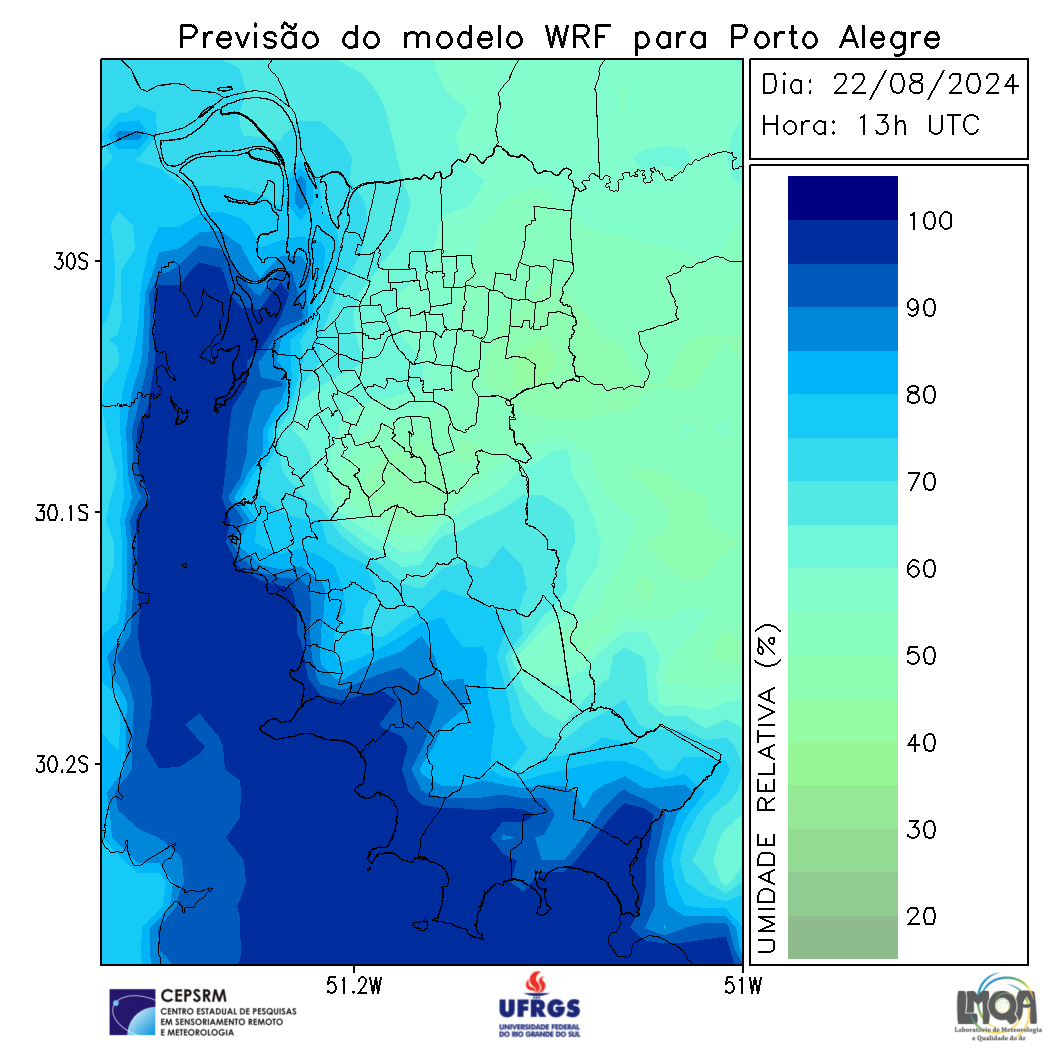 Previsão do modelo WRF para Porto Alegre
Dia: 22/08/2024
Hora: 13h UTC
100
90
80
70
60
50
40
30
20
UMIDADE RELATIVA (%)
30S
30.1S
30.2S
51.2W
51W
CEPSRM
CENTRO ESTADUAL DE PESQUISAS
EM SENSORIAMENTO REMOTO
E METEOROLOGIA
UFRGS
UNIVERSIDADE FEDERAL
DO RIO GRANDE DO SUL
LMQA
Laboratório de Meteorologia
e Qualidade do Ar